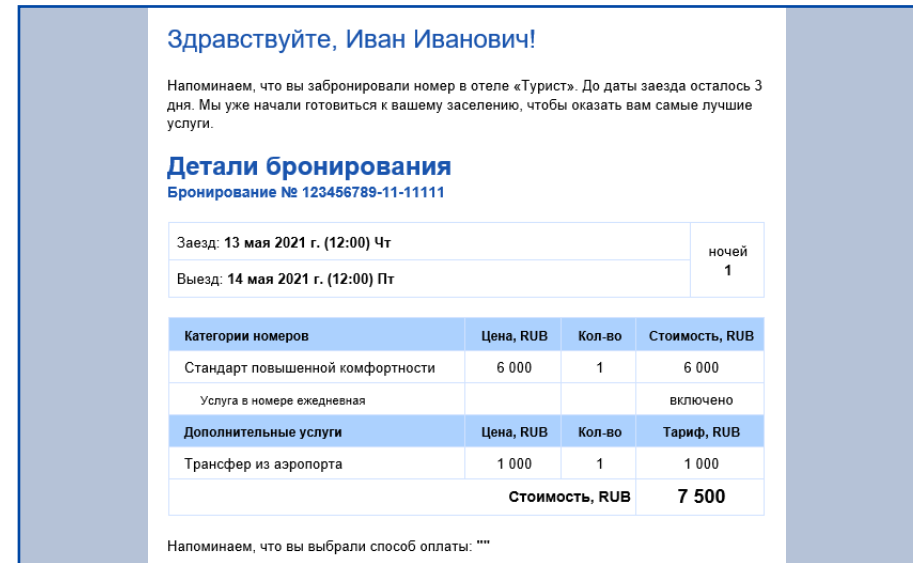 Здравствуйте, Иван Иванович!
Напоминаем, что вы забронировали номер в отеле «Турист». До даты заезда осталось 3
дня. Мы уже начали готовиться к вашему заселению, чтобы оказать вам самые лучшие
услуги.
Детали бронирования
Бронирование № 123456789-11-11111
Заезд: 13 мая 2021 г. (12:00) Чт
Выезд: 14 мая 2021 г. (12:00) Пт
ночей
1
Категории номеров Цена, RUB Кол-во Стоимость, RUB
Стандарт повышенной комфортности 6 000 1 6 000
Услуга в номере ежедневная включено
Дополнительные услуги Цена, RUB Кол-во Тариф, RUB
Трансфер из аэропорта 1 000 1 1 000
Стоимость, RUB 7 500
Напоминаем, что вы выбрали способ оплаты: ""